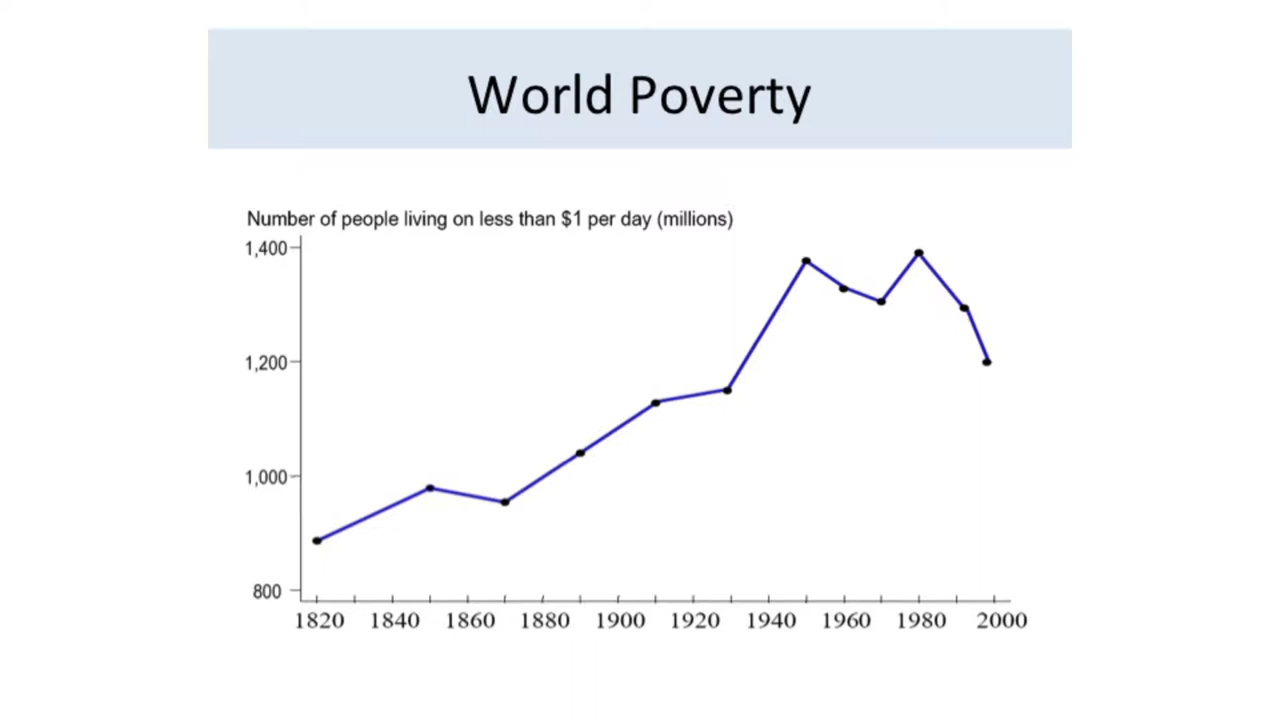 World Poverty
Number of people living on less than $1 per day (millions)
1,400
1,200
1,000
800
1820 1840 1860 1880 1900 1920 1940 1960 1980 2000